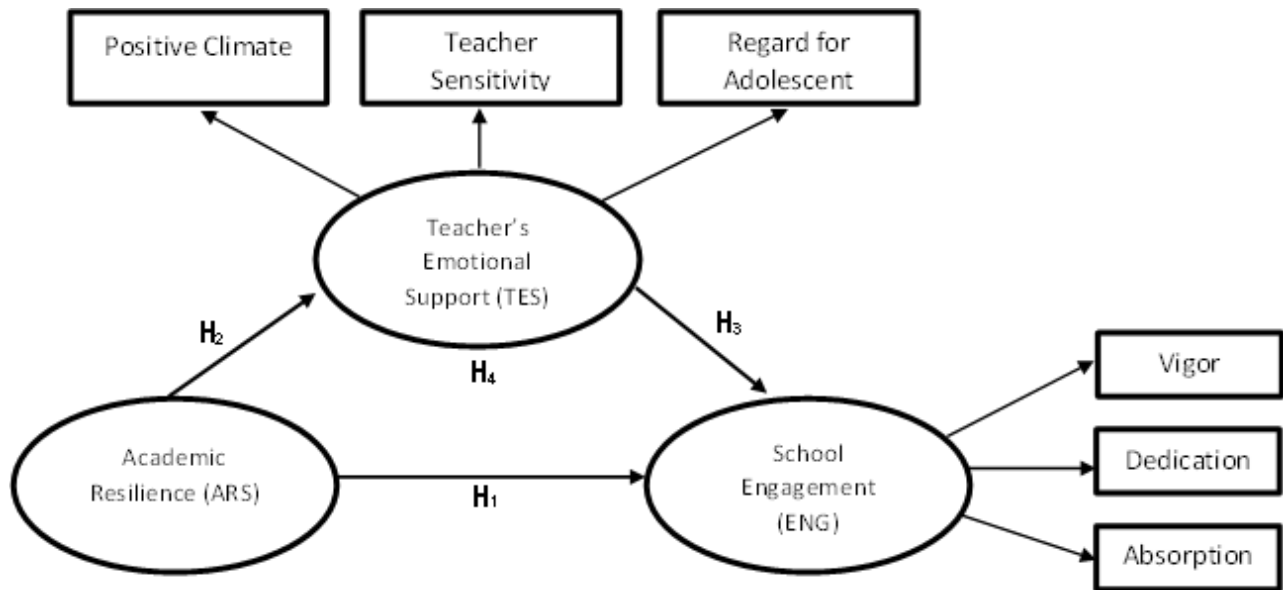 Positive Climate
Teacher
Sensitivity
Regard for
Adolescent
Teacher's
Emotional
Support (TES)
H₂
H₃
H₄
Vigor
Academic
Resilience (ARS)
H₁
School
Engagement
(ENG)
Dedication
Absorption